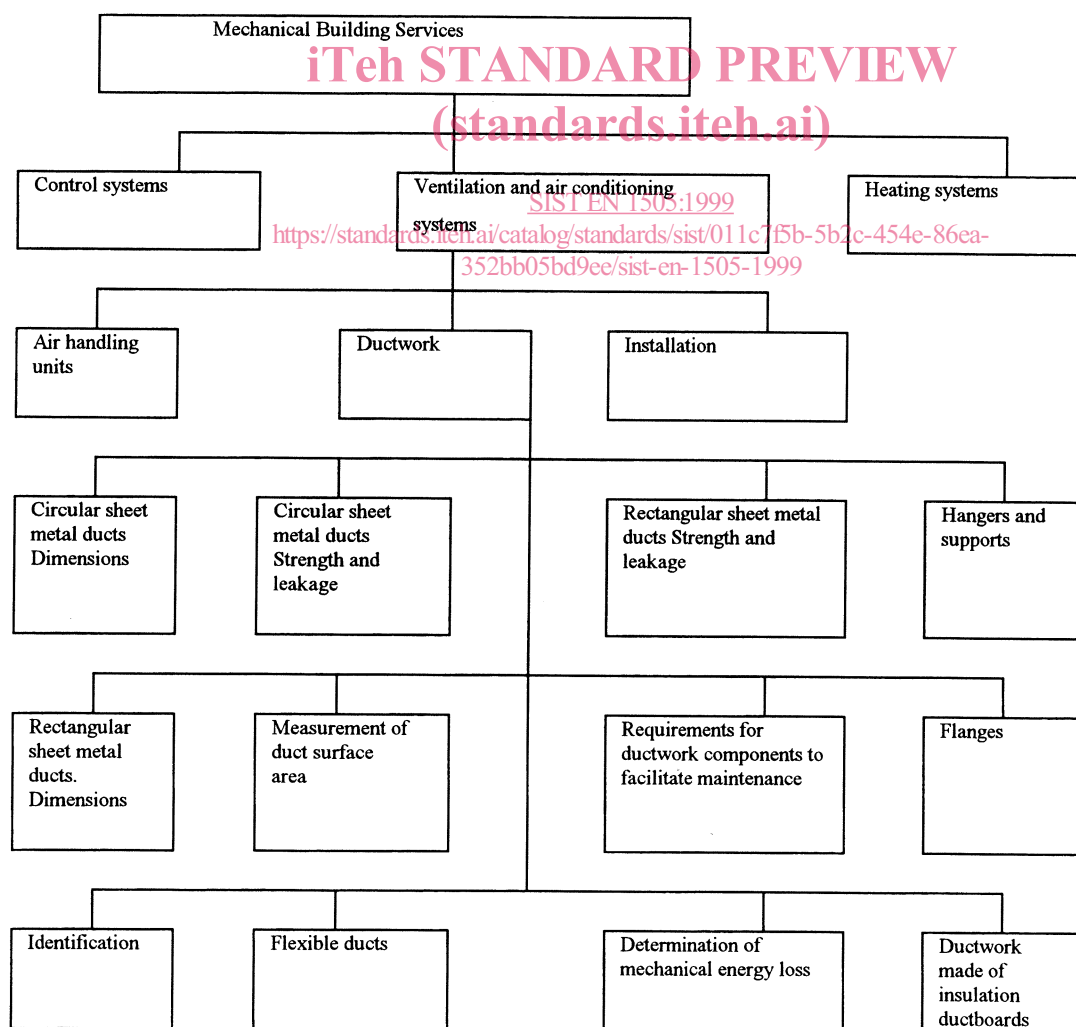 Mechanical Building Services
iTeh STANDARD PREVIEW
(standards.iteh.ai)
Control systems
Ventilation and air conditioning
systems
Heating systems
SIST EN 1505:1999
https://standards.iteh.ai/catalog/standards/sist/011c7f5b-5b2c-454e-86ea-
352bb05bd9ee/sist-en-1505-1999
Air handling
units
Ductwork
Installation
Circular sheet
metal ducts
Dimensions
Circular sheet
metal ducts
Strength and
leakage
Rectangular sheet metal
ducts Strength and
leakage
Hangers and
supports
Rectangular
sheet metal
ducts.
Dimensions
Measurement of
duct surface
area
Requirements for
ductwork components to
facilitate maintenance
Flanges
Identification
Flexible ducts
Determination of
mechanical energy loss
Ductwork
made of
insulation
ductboards